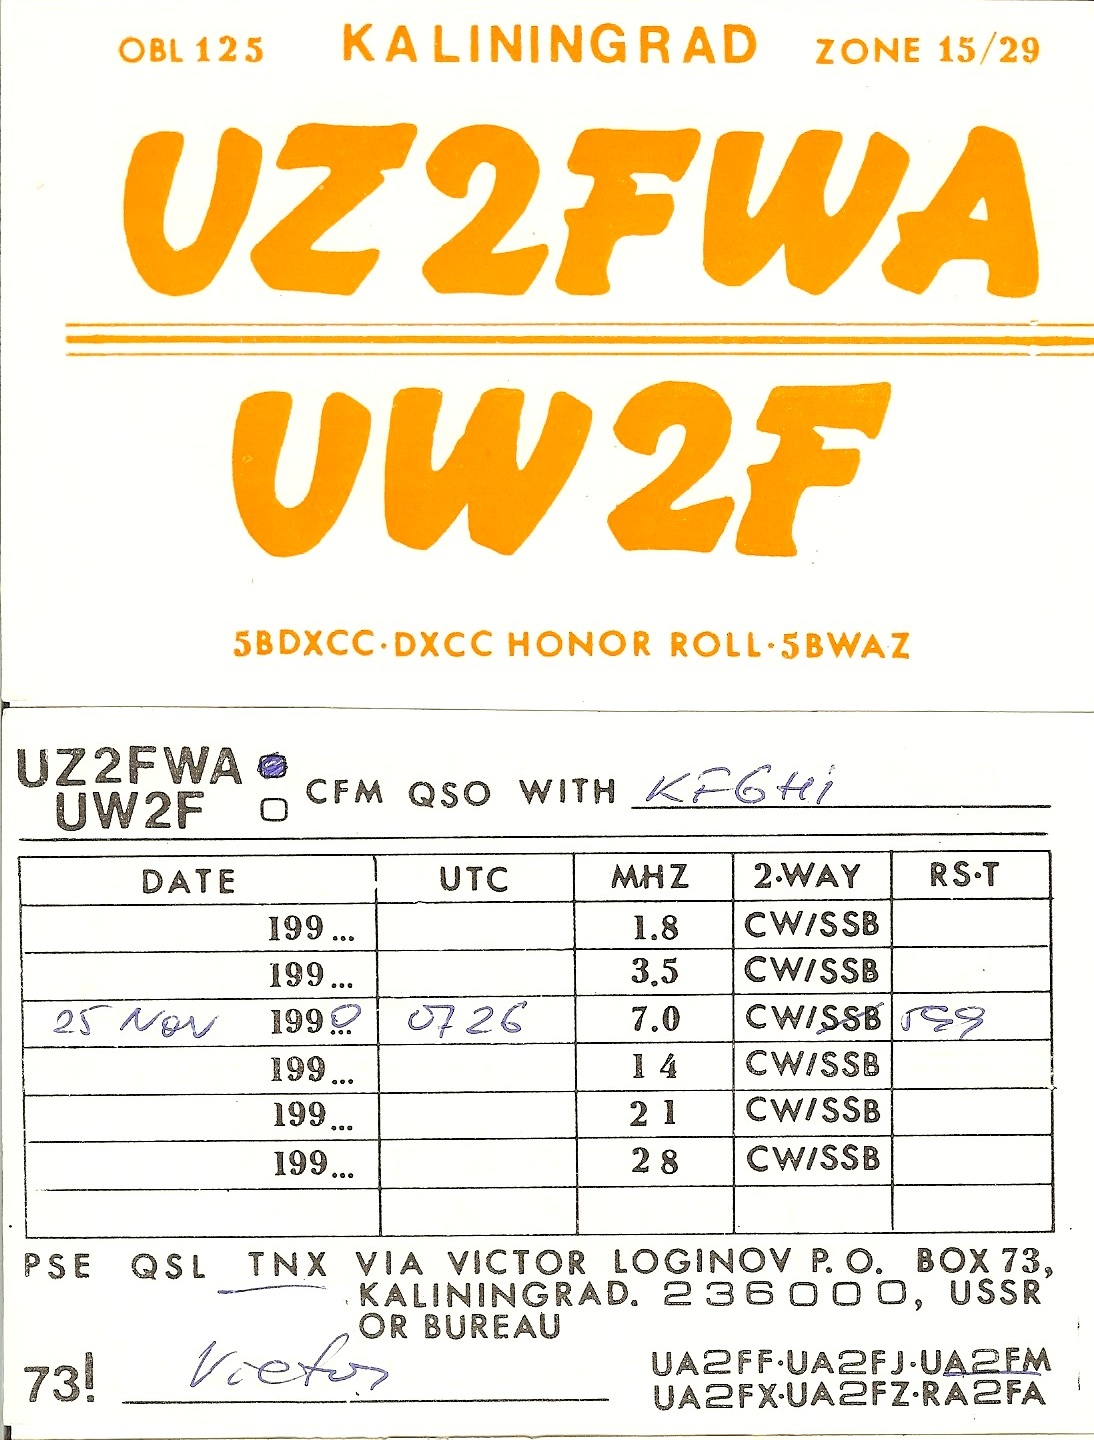 OBL 125 KALININGRAD ZONE 15/29
UZ2FWA
UW2F
5BDXCC·DXCC HONOR ROLL·5BWAZ
UZ2FWA
UW2F
CFM QSO WITH KF6HI
DATE UTC MHZ 2·WAY RS·T
199... 1.8 CW/SSB
199... 3.5 CW/SSB
25 Nov 1990 0726 7.0 CW/SSB 599
199... 14 CW/SSB
199... 21 CW/SSB
199... 28 CW/SSB
PSE QSL TNX VIA VICTOR LOGINOV P.O. BOX 73,
KALININGRAD. 236000, USSR
OR BUREAU
73! Victor
UA2FF·UA2FJ·UA2FM
UA2FX·UA2FZ·RA2FA